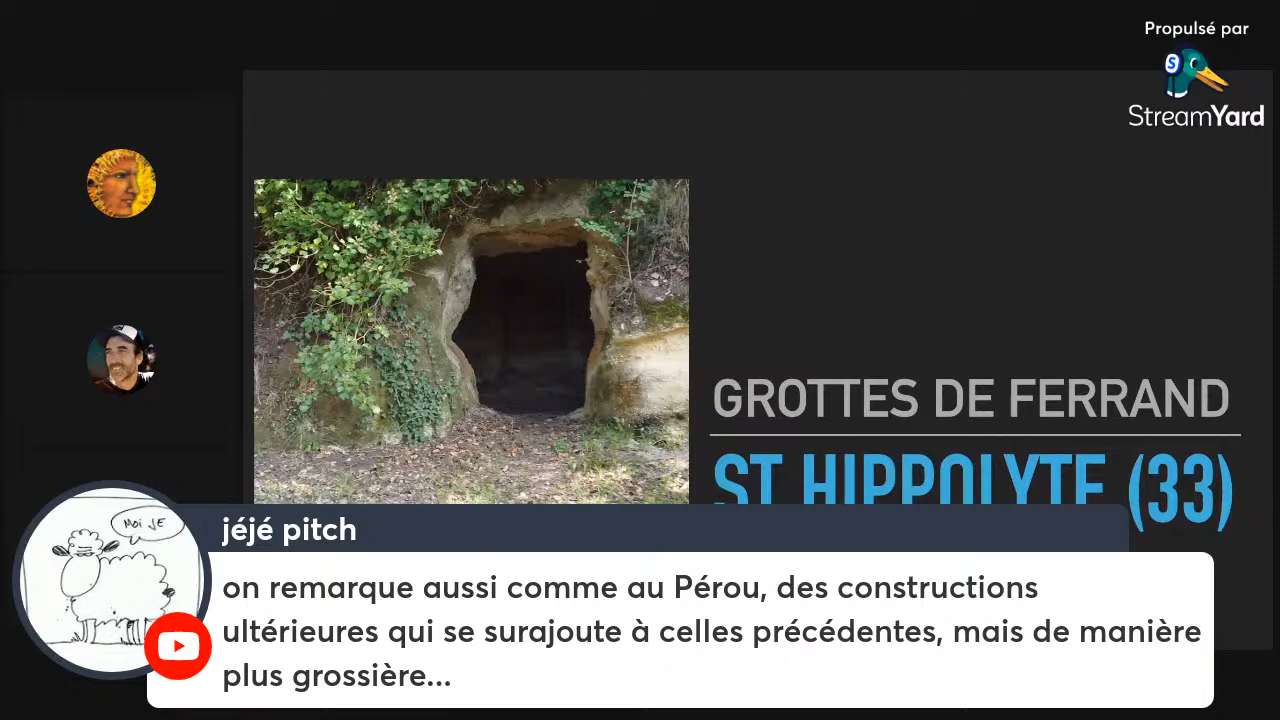 Propulsé par
StreamYard
GROTTES DE FERRAND
ST HIPPOLYTE (33)
MOI JE
jéjé pitch
on remarque aussi comme au Pérou, des constructions
ultérieures qui se surajoute à celles précédentes, mais de manière
plus grossière...